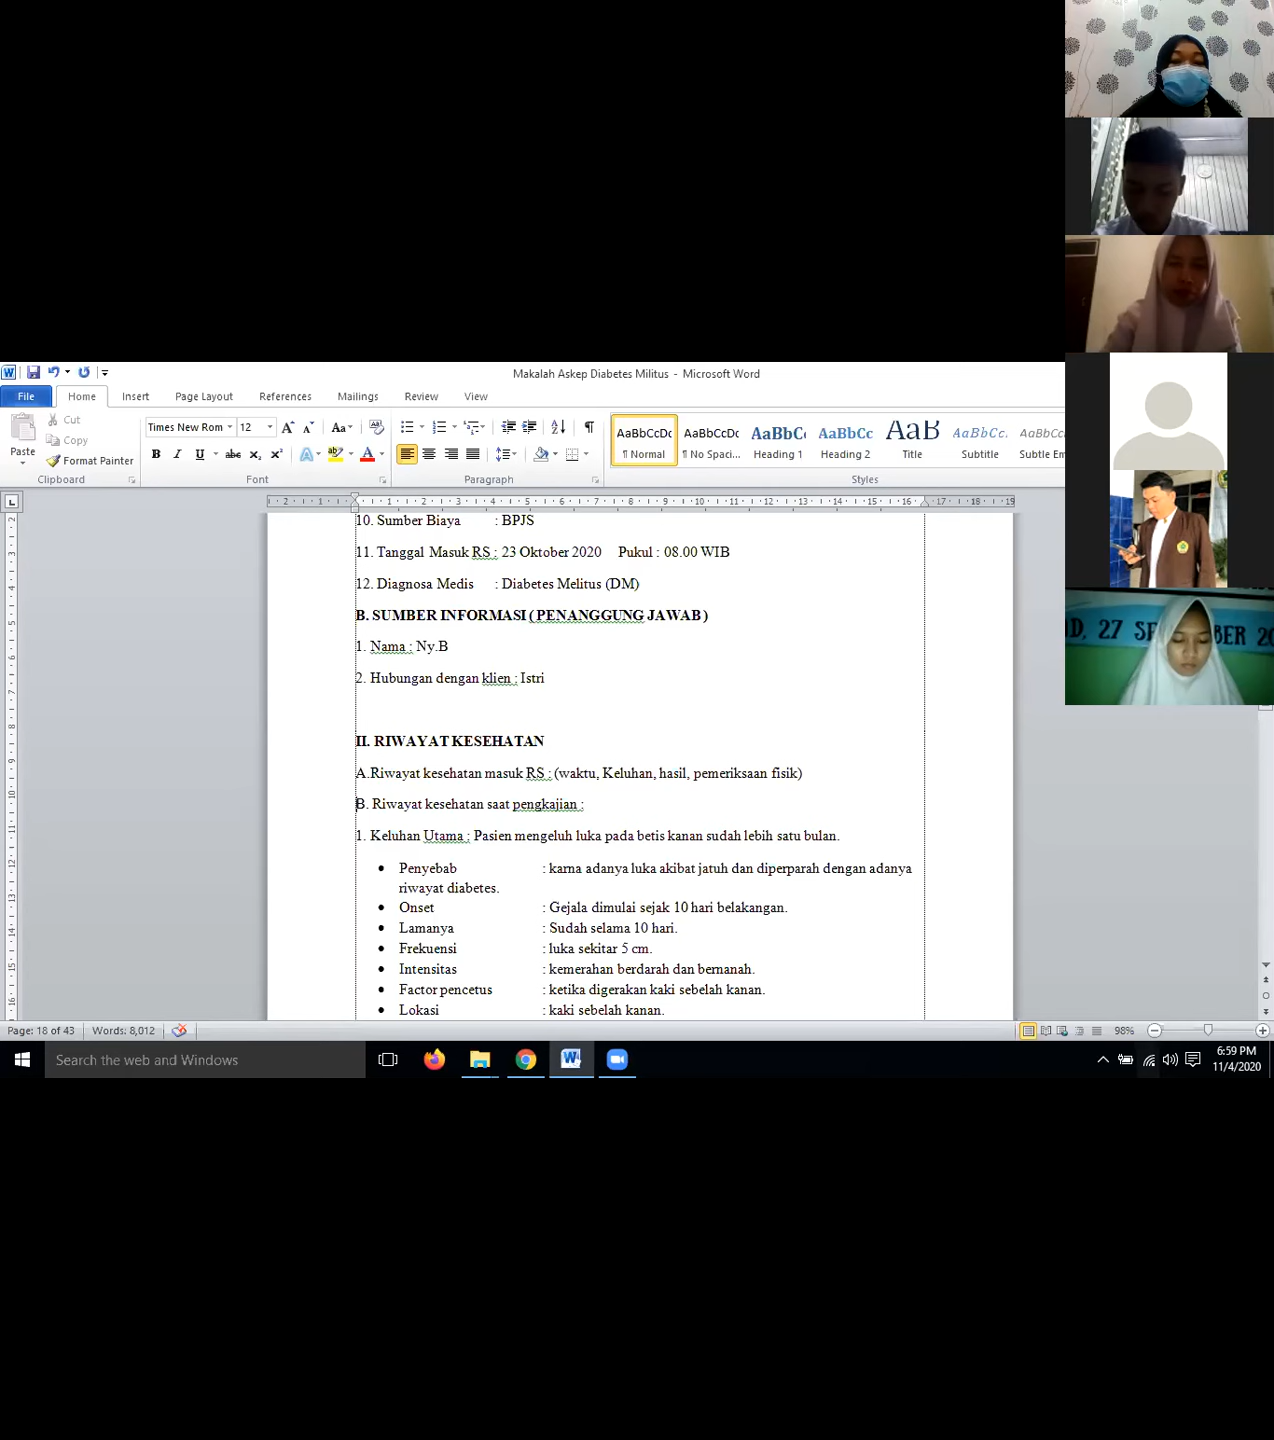 Makalah Askep Diabetes Militus - Microsoft Word
File Home Insert Page Layout References Mailings Review View
Paste
Cut
Copy
Format Painter
Clipboard
Times New Rom 12
Font
Paragraph
AaBbCcDc AaBbCcDc AaBbC AaBbCc AaB AaBbCc. AaBbCc
¶ Normal ¶ No Spaci... Heading 1 Heading 2 Title Subtitle Subtle Em
Styles
10. Sumber Biaya : BPJS
11. Tanggal Masuk RS : 23 Oktober 2020 Pukul : 08.00 WIB
12. Diagnosa Medis : Diabetes Melitus (DM)
B. SUMBER INFORMASI ( PENANGGUNG JAWAB )
1. Nama : Ny.B
2. Hubungan dengan klien : Istri
II. RIWAYAT KESEHATAN
A.Riwayat kesehatan masuk RS : (waktu, Keluhan, hasil, pemeriksaan fisik)
B. Riwayat kesehatan saat pengkajian :
1. Keluhan Utama : Pasien mengeluh luka pada betis kanan sudah lebih satu bulan.
• Penyebab : karna adanya luka akibat jatuh dan diperparah dengan adanya
riwayat diabetes.
• Onset : Gejala dimulai sejak 10 hari belakangan.
• Lamanya : Sudah selama 10 hari.
• Frekuensi : luka sekitar 5 cm.
• Intensitas : kemerahan berdarah dan bernanah.
• Factor pencetus : ketika digerakan kaki sebelah kanan.
• Lokasi : kaki sebelah kanan.
Page: 18 of 43 Words: 8,012 98%
Search the web and Windows
6:59 PM
11/4/2020
27